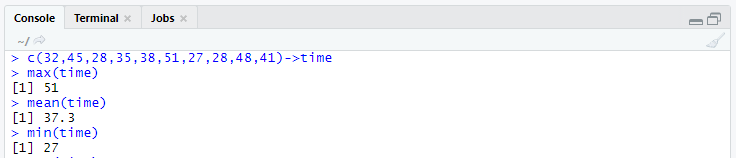 Console Terminal × Jobs ×
~/
> c(32,45,28,35,38,51,27,28,48,41)->time
> max(time)
[1] 51
> mean(time)
[1] 37.3
> min(time)
[1] 27